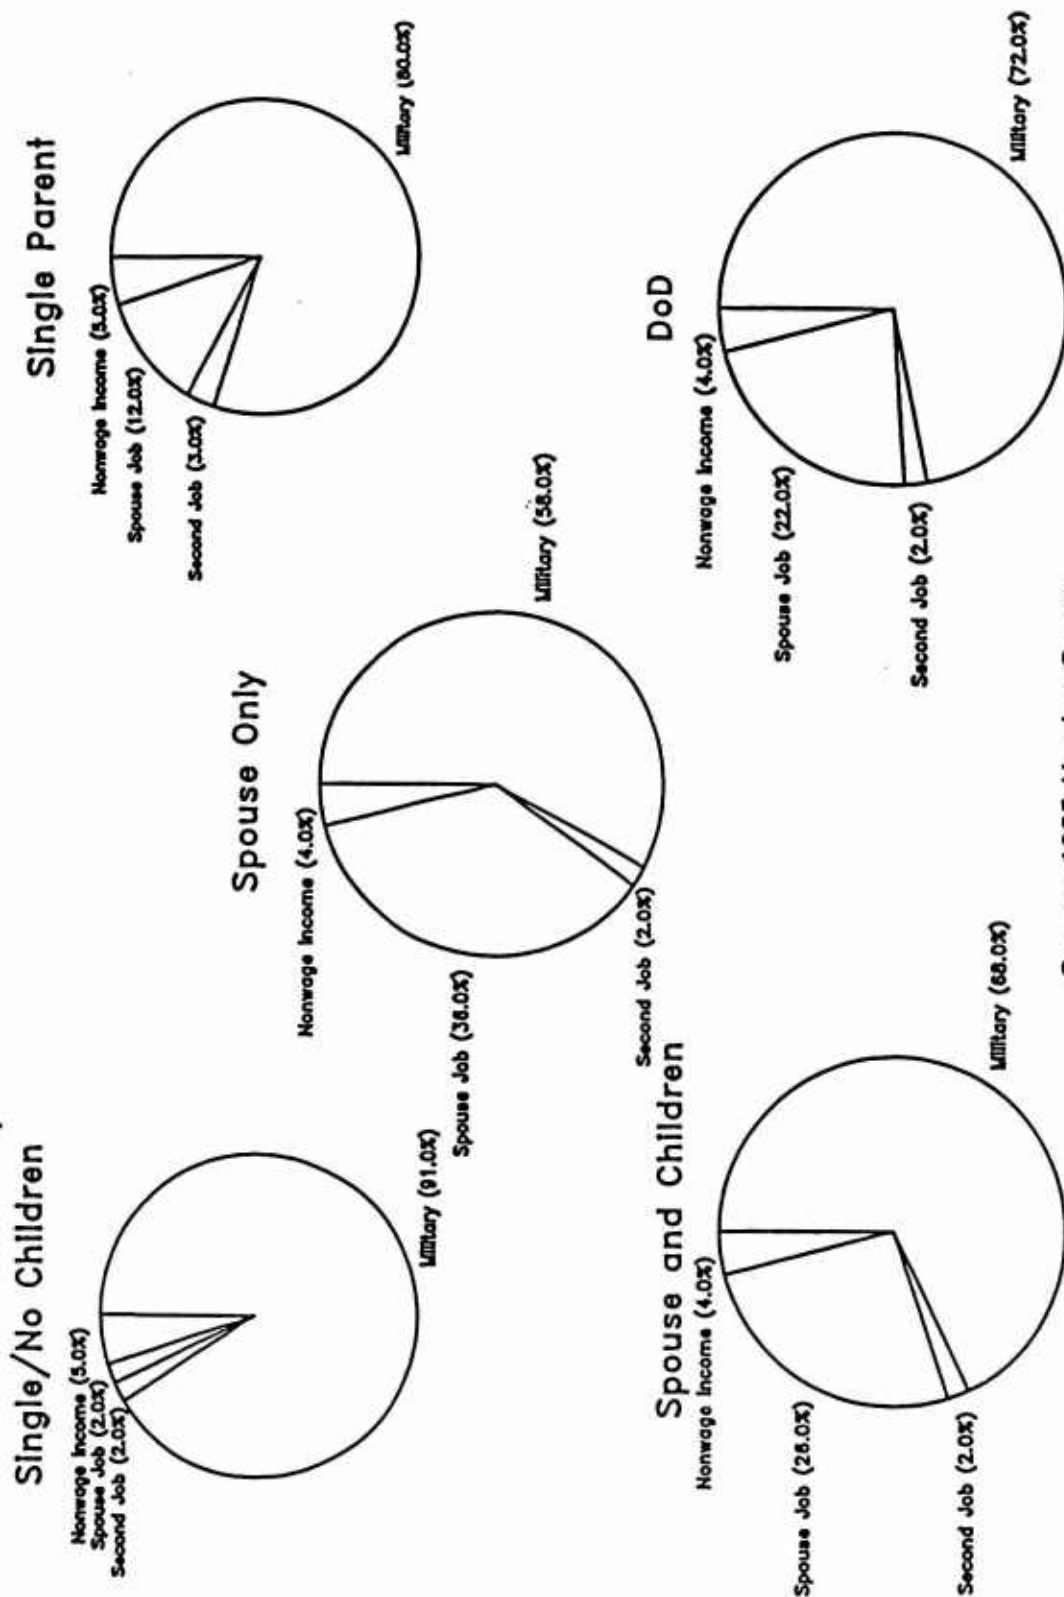 Single/No Children
Nonwage Income (5.0%)
Spouse Job (2.0%)
Second Job (2.0%)
Military (91.0%)
Single Parent
Nonwage Income (5.0%)
Spouse Job (12.0%)
Second Job (3.0%)
Military (80.0%)
Spouse Only
Nonwage Income (4.0%)
Spouse Job (36.0%)
Second Job (2.0%)
Military (58.0%)
Spouse and Children
Nonwage Income (4.0%)
Spouse Job (26.0%)
Second Job (2.0%)
Military (68.0%)
DoD
Nonwage Income (4.0%)
Spouse Job (22.0%)
Second Job (2.0%)
Military (72.0%)